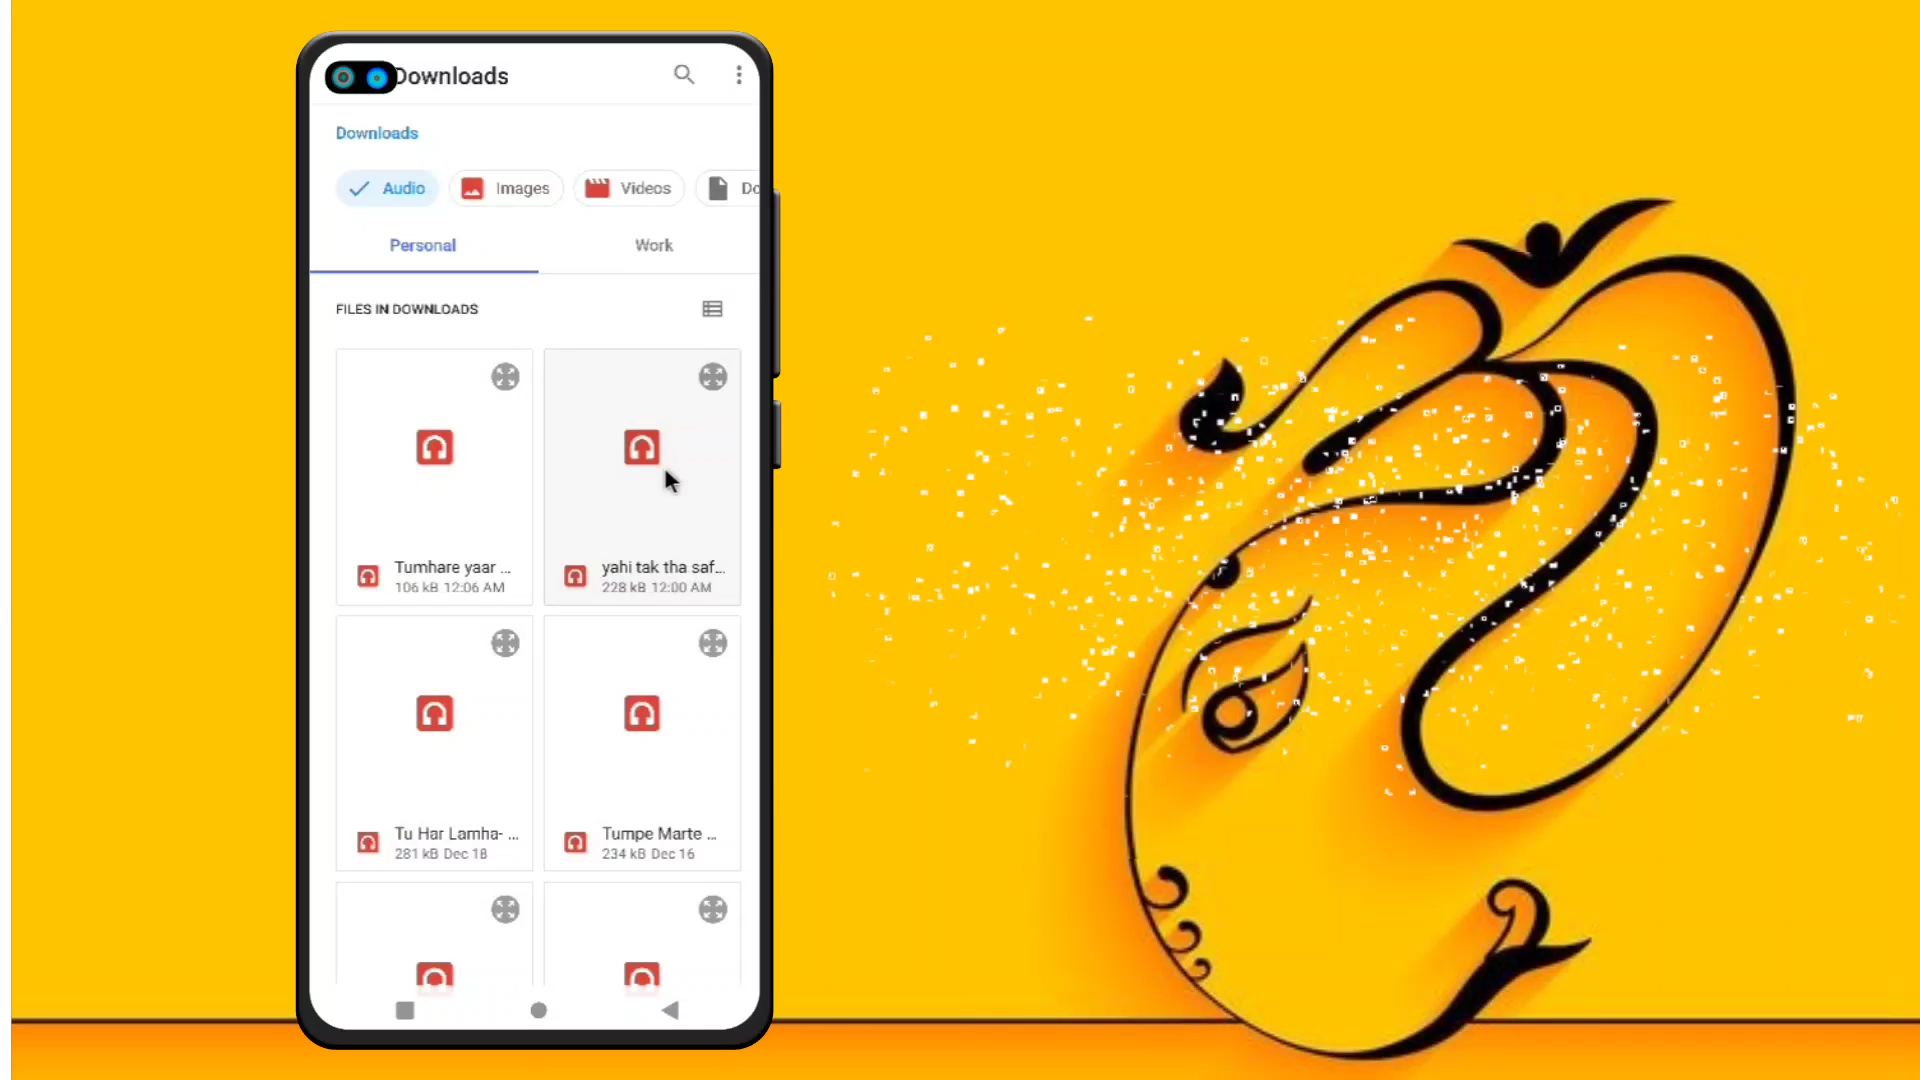 Downloads
Downloads
Audio
Images
Videos
Do
Personal
Work
FILES IN DOWNLOADS
Tumhare yaar ...
106 kB 12:06 AM
yahi tak tha saf...
228 kB 12:00 AM
Tu Har Lamha- ...
281 kB Dec 18
Tumpe Marte ...
234 kB Dec 16